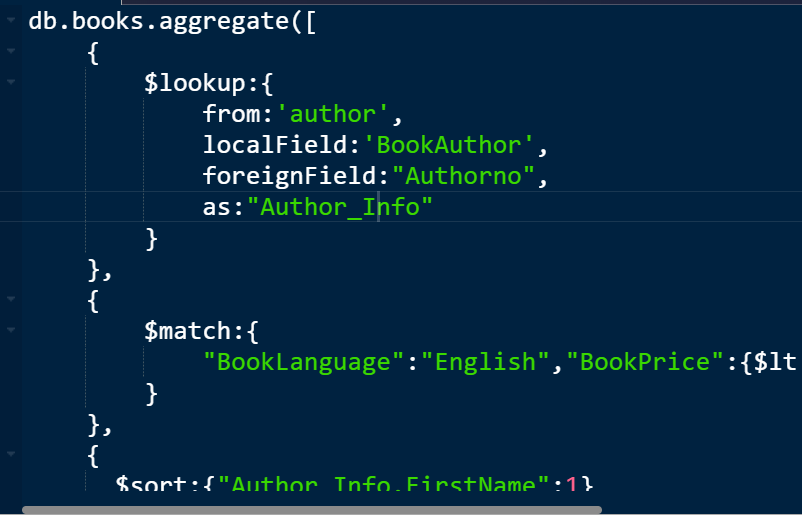 db.books.aggregate([
{
$lookup:{
from:'author',
localField:'BookAuthor',
foreignField:"Authorno",
as:"Author_Info"
}
},
{
$match:{
"BookLanguage":"English","BookPrice":{$lt
}
},
{
$sort:{"Author_Info.FirstName":1}